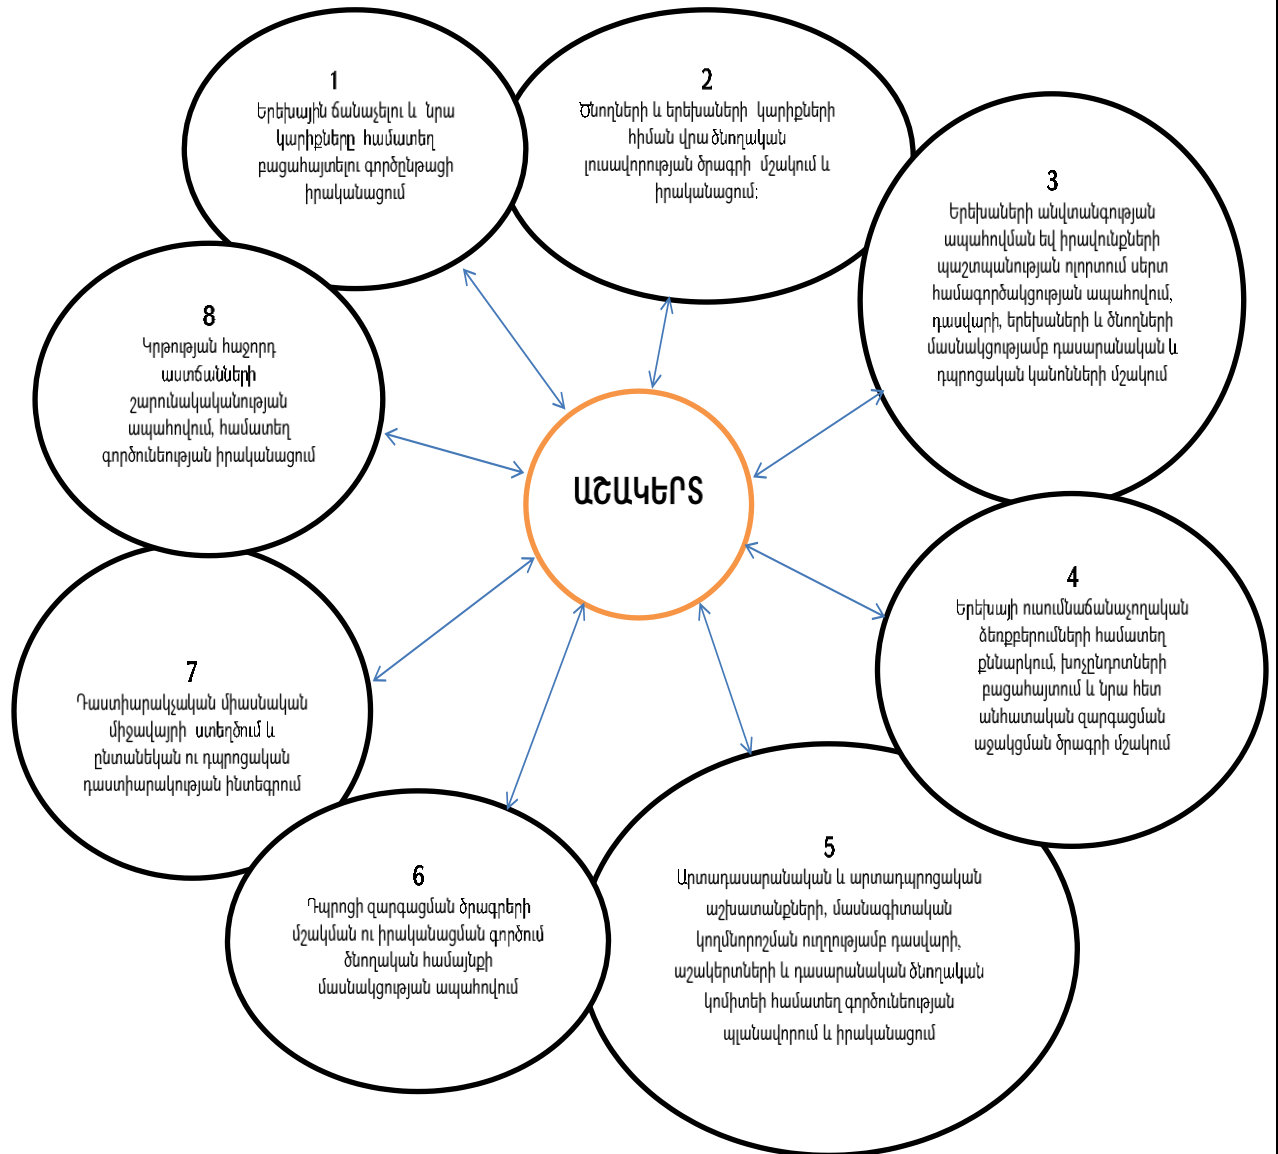 1
Երեխային ճանաչելու և նրա
կարիքները համատեղ
բացահայտելու գործընթացի
իրականացում
2
Ծնողների և երեխաների կարիքների
հիման վրա ծնողական
լուսավորության ծրագրի մշակում և
իրականացում:
3
Երեխաների անվտանգության
ապահովման եվ իրավունքների
պաշտպանության ոլորտում սերտ
համագործակցության ապահովում,
դասվարի, երեխաների և ծնողների
մասնակցությամբ դասարանական և
դպրոցական կանոնների մշակում
4
Երեխայի ուսումնաճանաչողական
ձեռքբերումների համատեղ
քննարկում, խոչընդոտների
բացահայտում և նրա հետ
անհատական զարգացման
աջակցման ծրագրի մշակում
5
Արտադասարանական և արտադպրոցական
աշխատանքների, մասնագիտական
կողմնորոշման ուղղությամբ դասվարի,
աշակերտների և դասարանական ծնողական
կոմիտեի համատեղ գործունեության
պլանավորում և իրականացում
6
Դպրոցի զարգացման ծրագրերի
մշակման ու իրականացման գործում
ծնողական համայնքի
մասնակցության ապահովում
7
Դաստիարակչական միասնական
միջավայրի ստեղծում և
ընտանեկան ու դպրոցական
դաստիարակության ինտեգրում
8
Կրթության հաջորդ
աստճանների
շարունակականության
ապահովում, համատեղ
գործունեության իրականացում
ԱՇԱԿԵՐՏ